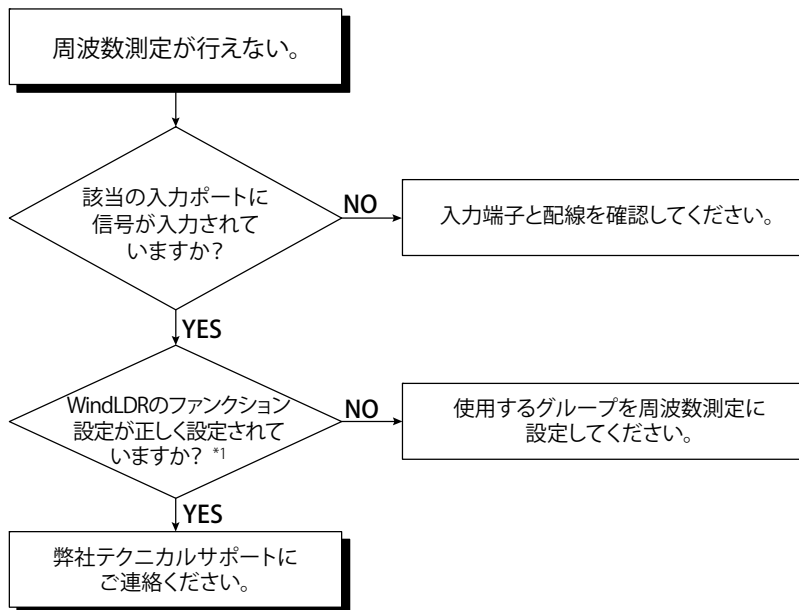 周波数測定が行えない。
該当の入力ポートに
信号が入力されて
いますか？
NO
入力端子と配線を確認してください。
YES
WindLDRのファンクション
設定が正しく設定されて
いますか？ *1
NO
使用するグループを周波数測定に
設定してください。
YES
弊社テクニカルサポートに
ご連絡ください。